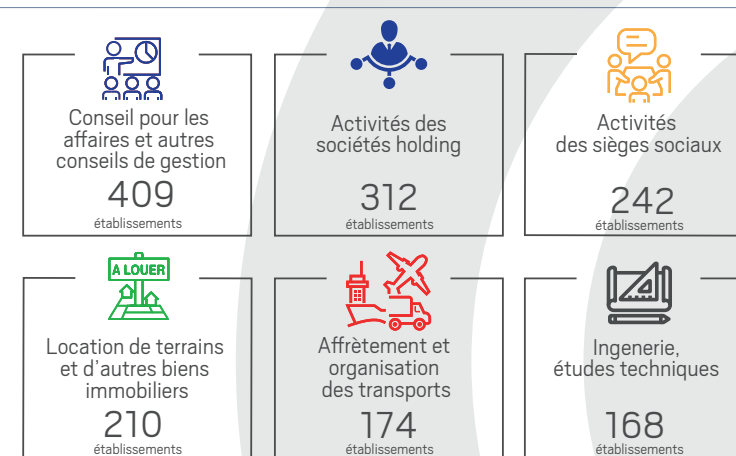 Conseil pour les
affaires et autres
conseils de gestion
409
établissements
Activités des
sociétés holding
312
établissements
Activités
des sièges sociaux
242
établissements
A LOUER
Location de terrains
et d'autres biens
immobiliers
210
établissements
Affrètement et
organisation
des transports
174
établissements
Ingenerie,
études techniques
168
établissements